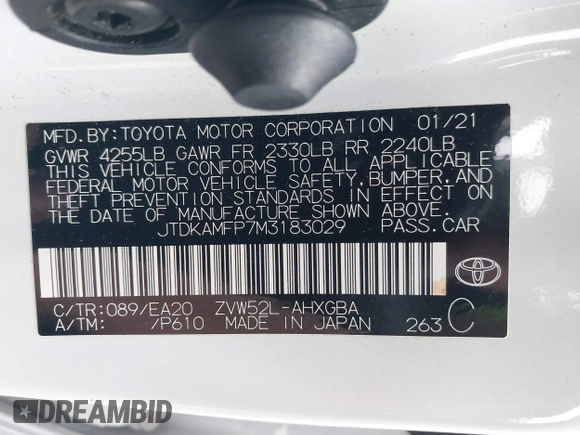 MFD.BY:TOYOTA MOTOR CORPORATION 01/21
GVWR 4255LB GAWR FR 2330LB RR 2240LB
THIS VEHICLE CONFORMS TO ALL APPLICABLE
FEDERAL MOTOR VEHICLE SAFETY,BUMPER,AND
THEFT PREVENTION STANDARDS IN EFFECT ON
THE DATE OF MANUFACTURE SHOWN ABOVE.
JTDKAMFP7M3183029 PASS.CAR
C/TR:089/EA20 ZVW52L-AHXGBA
A/TM: /P610 MADE IN JAPAN 263 C
DREAMBID